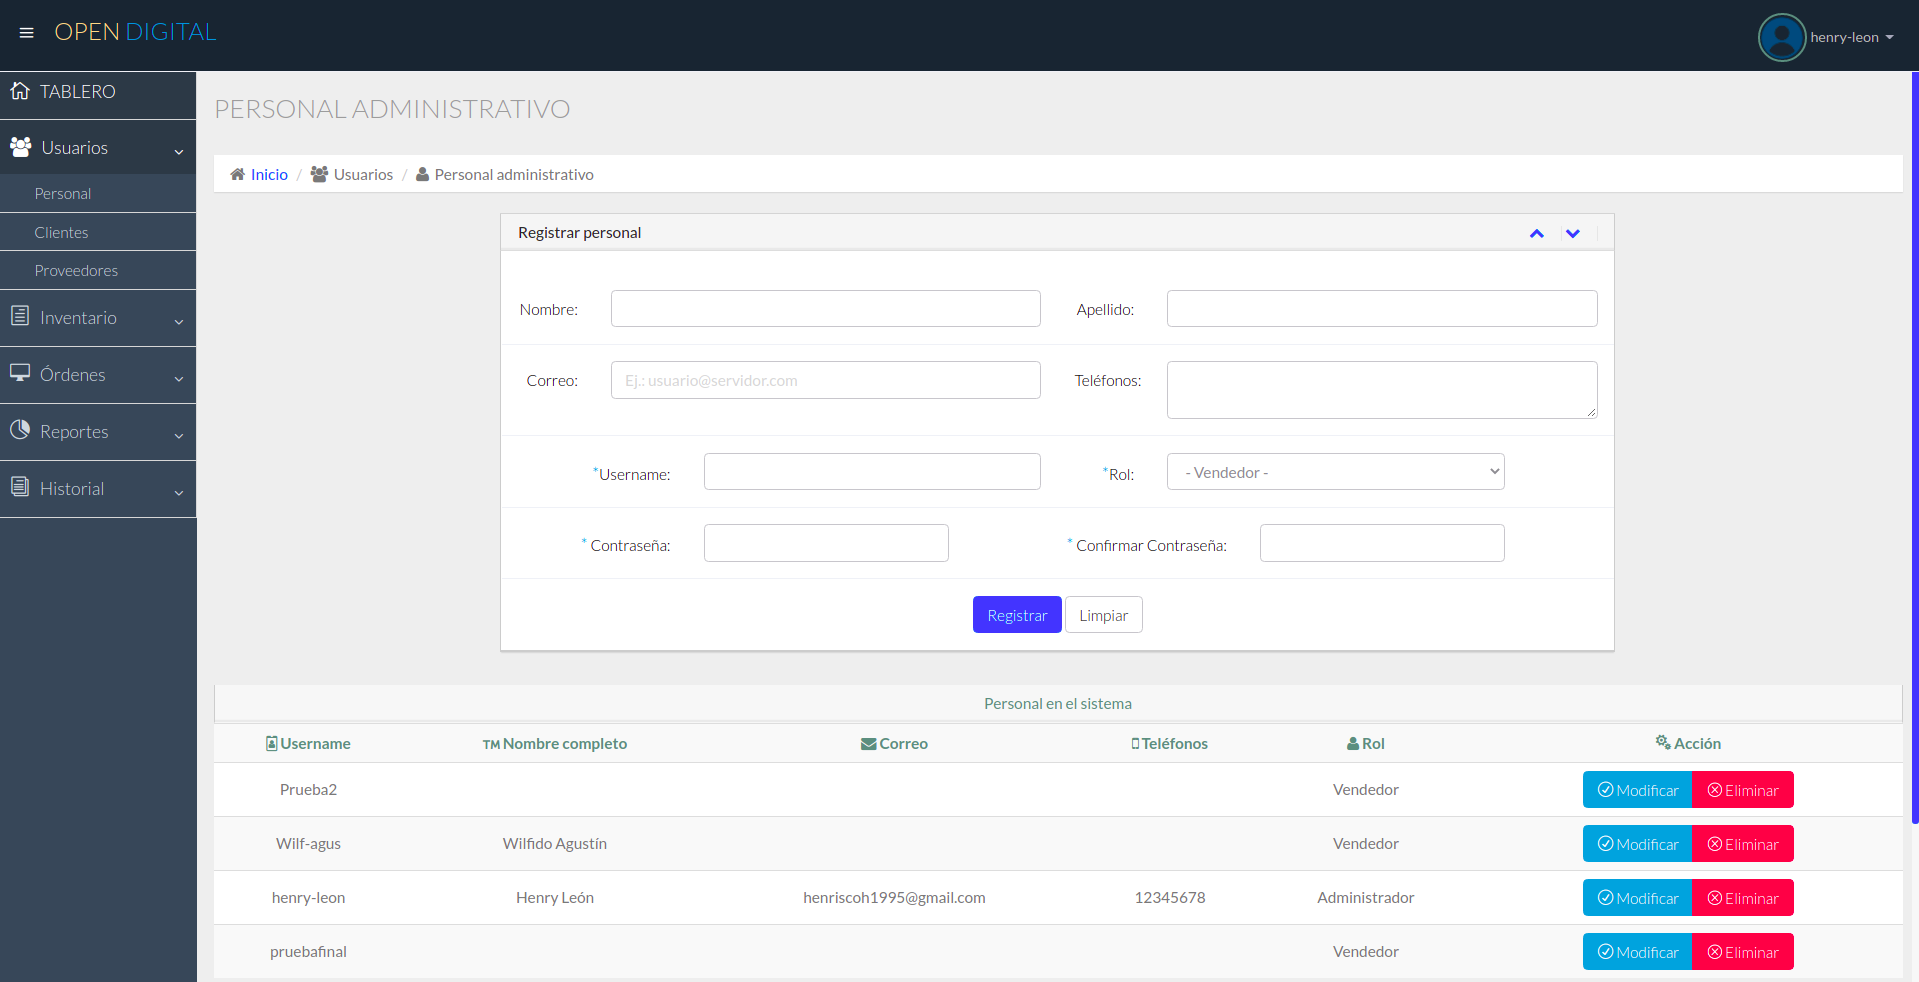 OPEN DIGITAL
henry-leon
TABLERO
Usuarios
Personal
Clientes
Proveedores
Inventario
Órdenes
Reportes
Historial
PERSONAL ADMINISTRATIVO
Inicio / Usuarios / Personal administrativo
Registrar personal
Nombre: Apellido:
Correo: Ej.: usuario@servidor.com Teléfonos:
*Username: *Rol: - Vendedor -
* Contraseña: * Confirmar Contraseña:
Registrar Limpiar
Personal en el sistema
Username TM Nombre completo Correo Teléfonos Rol Acción
Prueba2 Vendedor Modificar Eliminar
Wilf-agus Wilfido Agustín Vendedor Modificar Eliminar
henry-leon Henry León henriscoh1995@gmail.com 12345678 Administrador Modificar Eliminar
pruebafinal Vendedor Modificar Eliminar